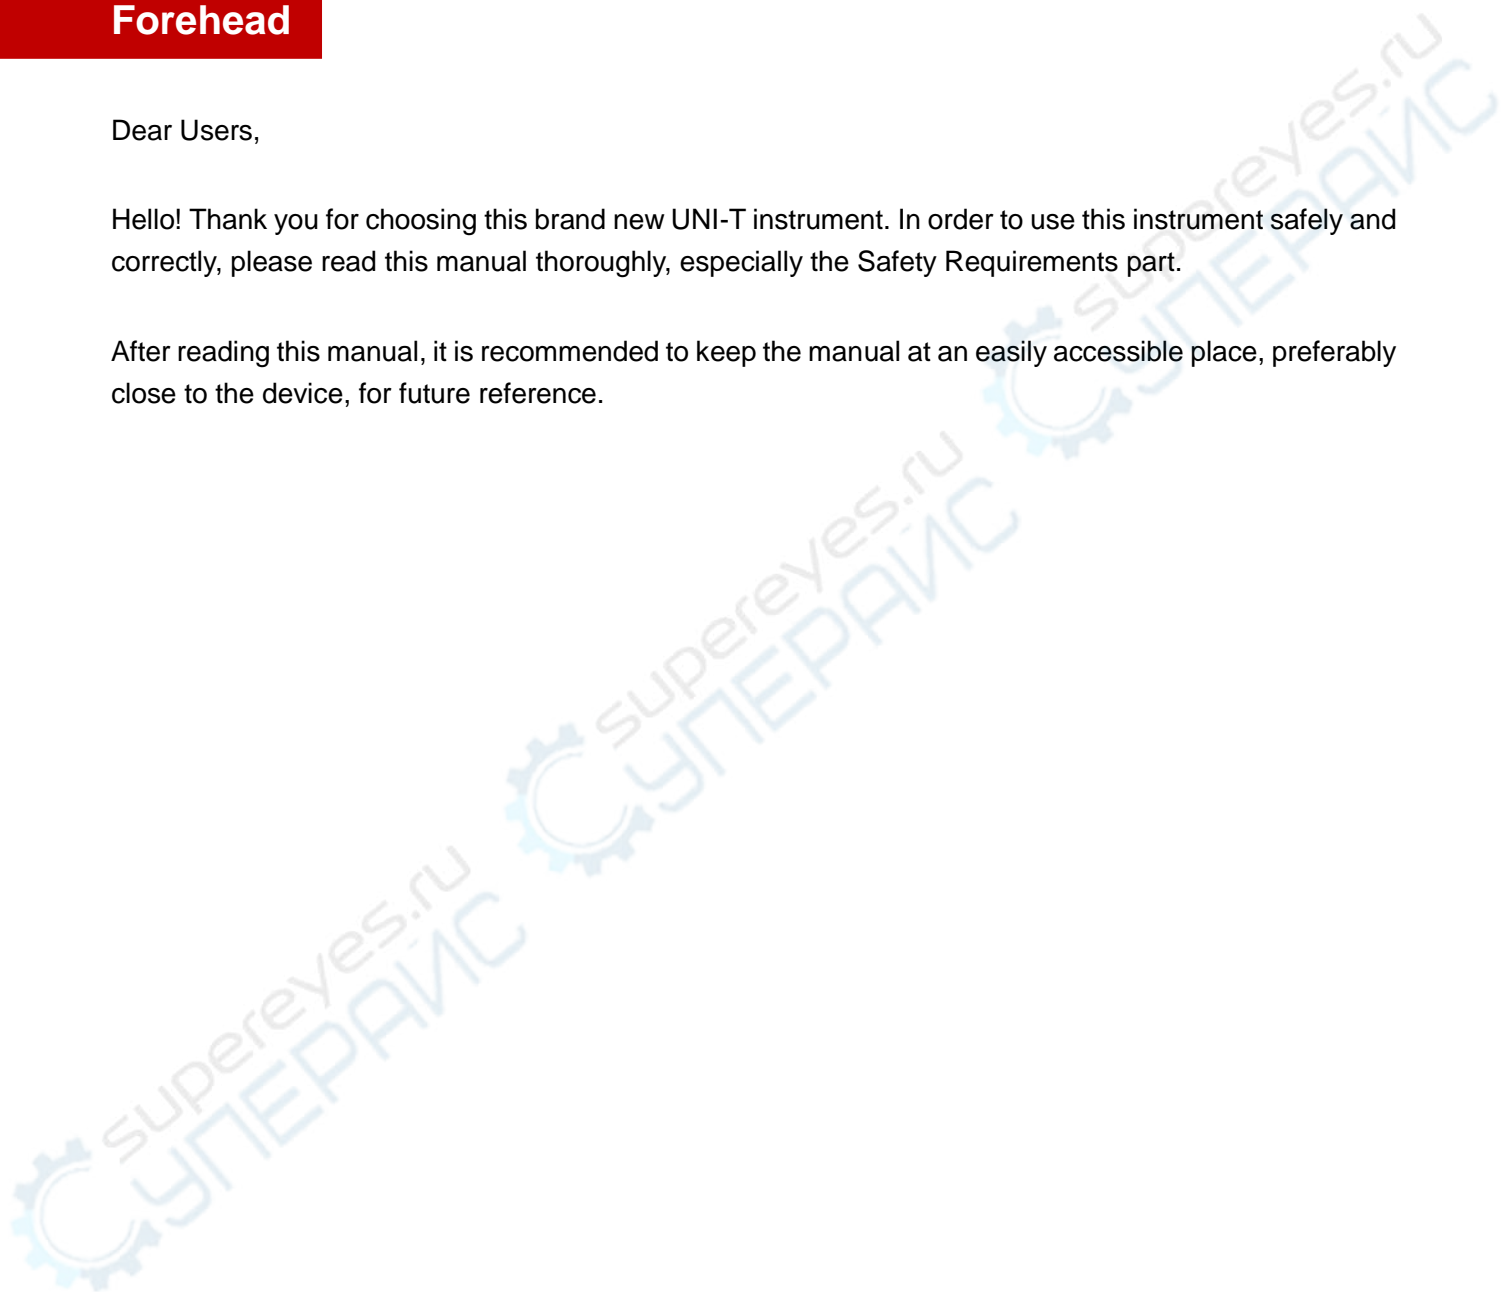 Forehead
Dear Users,
Hello! Thank you for choosing this brand new UNI-T instrument. In order to use this instrument safely and
correctly, please read this manual thoroughly, especially the Safety Requirements part.
After reading this manual, it is recommended to keep the manual at an easily accessible place, preferably
close to the device, for future reference.
supereyes.ru
СУПЕРАЙС
supereyes.ru
СУПЕРАЙС
supereyes.ru
СУПЕРАЙС